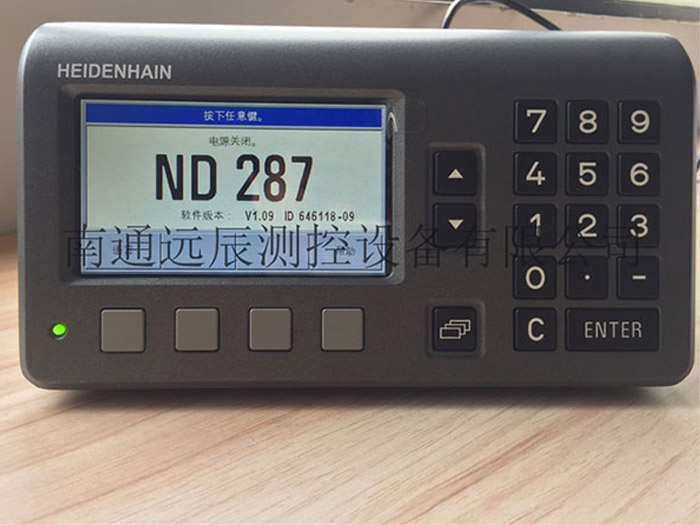 HEIDENHAIN
按下任意键。
电源关闭。
ND 287
软件版本： V1.09 ID 646118-09
南通远辰测控设备有限公司
7 8 9
4 5 6
1 2 3
0 . -
C ENTER